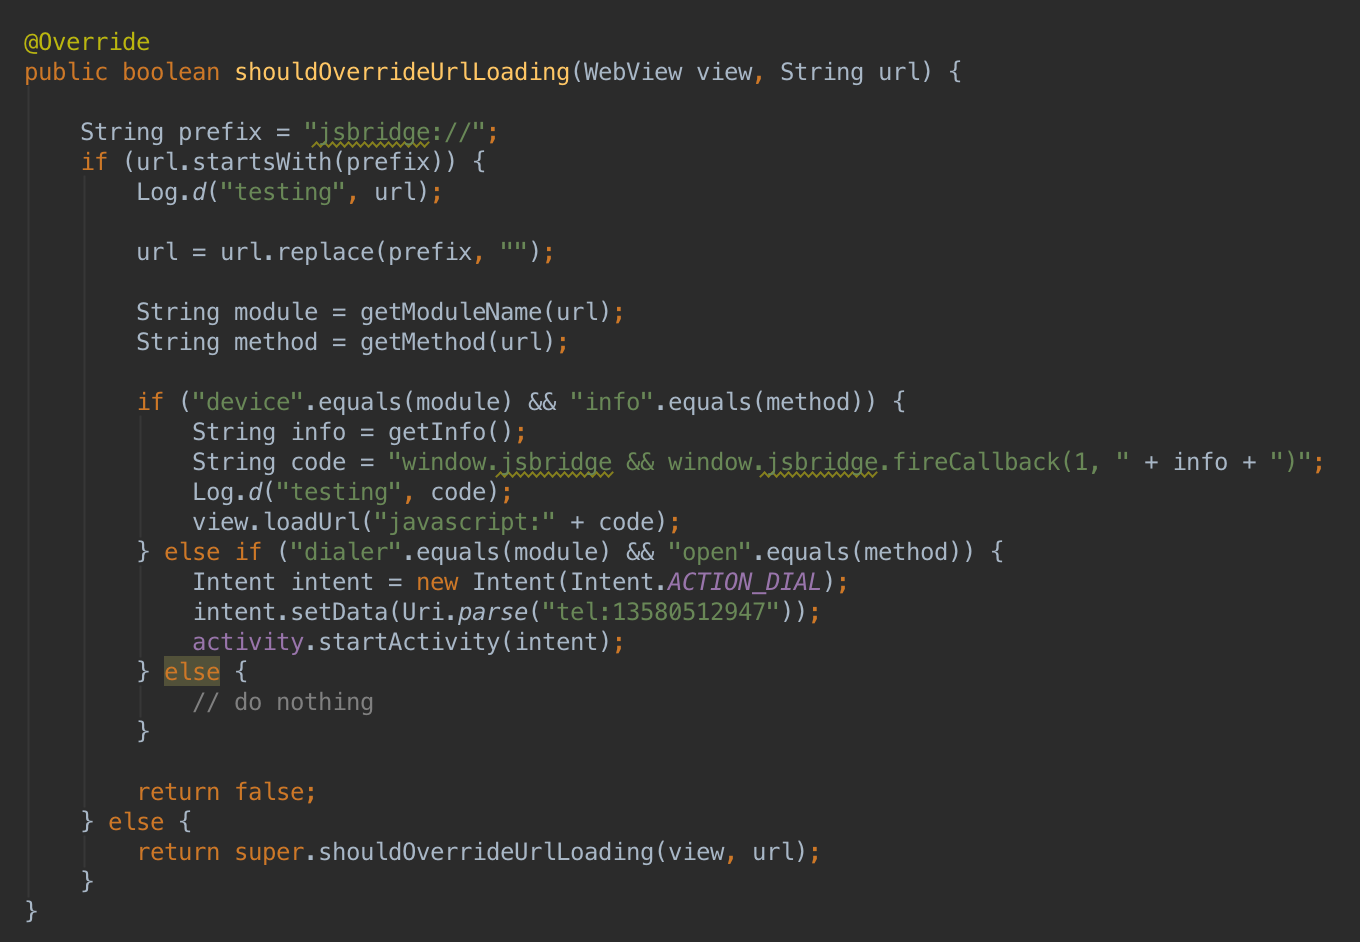 @Override
public boolean shouldOverrideUrlLoading(WebView view, String url) {
String prefix = "jsbridge://";
if (url.startsWith(prefix)) {
Log.d("testing", url);
url = url.replace(prefix, "");
String module = getModuleName(url);
String method = getMethod(url);
if ("device".equals(module) && "info".equals(method)) {
String info = getInfo();
String code = "window.jsbridge && window.jsbridge.fireCallback(1, " + info + ")";
Log.d("testing", code);
view.loadUrl("javascript:" + code);
} else if ("dialer".equals(module) && "open".equals(method)) {
Intent intent = new Intent(Intent.ACTION_DIAL);
intent.setData(Uri.parse("tel:13580512947"));
activity.startActivity(intent);
} else {
// do nothing
}
return false;
} else {
return super.shouldOverrideUrlLoading(view, url);
}
}